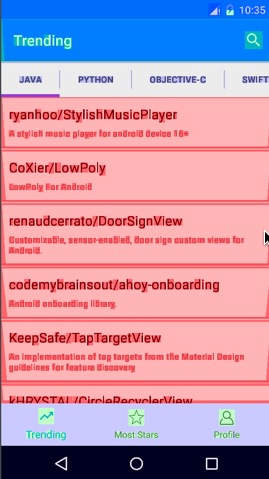 10:35
Trending
JAVA PYTHON OBJECTIVE-C SWIFT
ryanhoo/StylishMusicPlayer
A stylish music player for android device 16+
CoXier/LowPoly
LowPoly For Android
renaudcerrato/DoorSignView
Customizable, sensor-enabled, door sign custom views for
Android.
codemybrainsout/ahoy-onboarding
Android onboarding library.
KeepSafe/TapTargetView
An implementation of tap targets from the Material Design
guidelines for feature discovery
kHRYSTAL/CircleRecyclerView
Trending Most Stars Profile